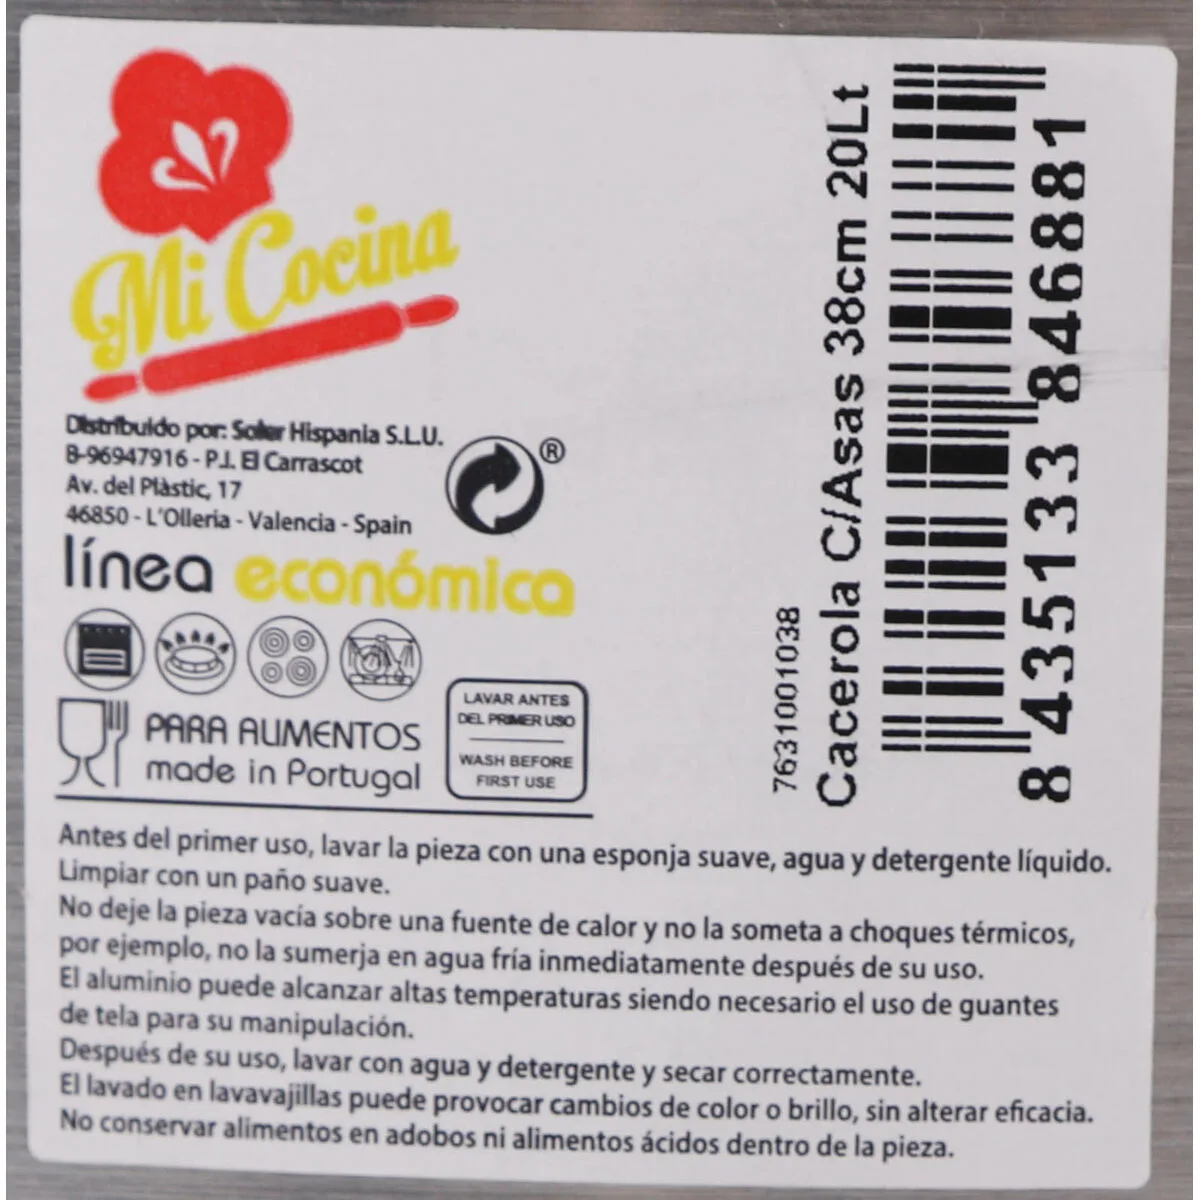 Mi Cocina
Distribuido por: Soler Hispania S.L.U.
B-96947916 - P.I. El Carrascot
Av. del Plàstic, 17
46850 - L'Olleria - Valencia - Spain
®
línea económica
PARA ALIMENTOS
made in Portugal
LAVAR ANTES
DEL PRIMER USO
WASH BEFORE
FIRST USE
7631001038
Cacerola C/Asas 38cm 20Lt
8 435133 846881
Antes del primer uso, lavar la pieza con una esponja suave, agua y detergente líquido.
Limpiar con un paño suave.
No deje la pieza vacía sobre una fuente de calor y no la someta a choques térmicos,
por ejemplo, no la sumerja en agua fría inmediatamente después de su uso.
El aluminio puede alcanzar altas temperaturas siendo necesario el uso de guantes
de tela para su manipulación.
Después de su uso, lavar con agua y detergente y secar correctamente.
El lavado en lavavajillas puede provocar cambios de color o brillo, sin alterar eficacia.
No conservar alimentos en adobos ni alimentos ácidos dentro de la pieza.